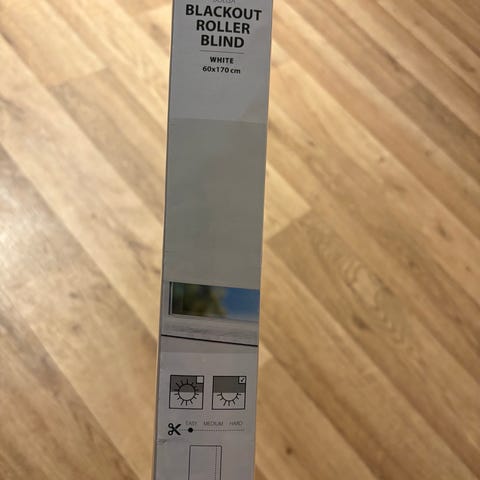 BLACKOUT
ROLLER
BLIND
WHITE
60x170 cm
EASY MEDIUM HARD